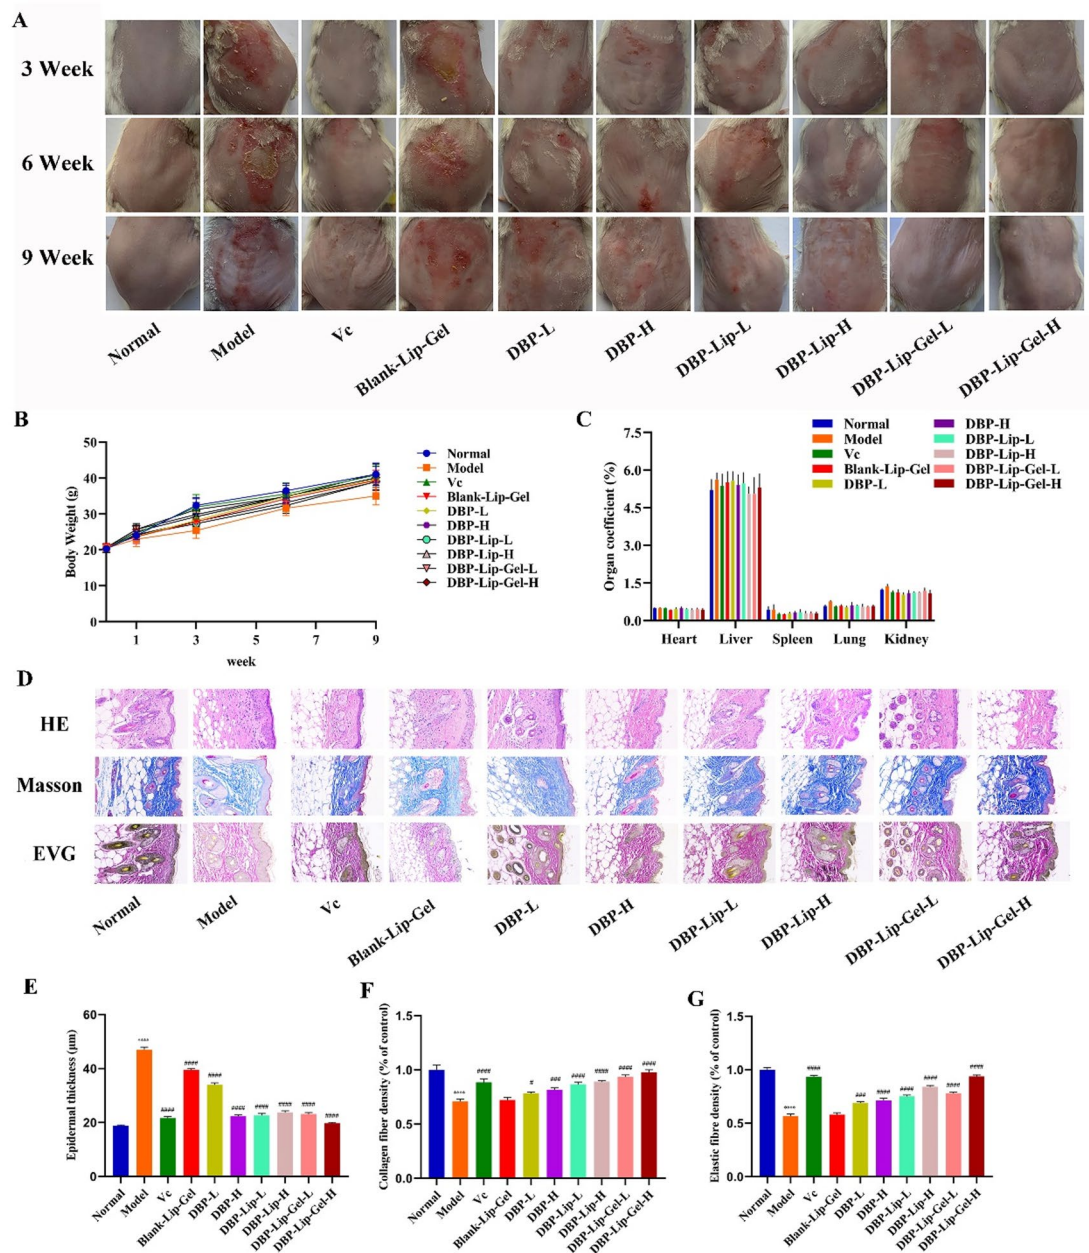 A
3 Week
6 Week
9 Week
Normal
Model
Vc
Blank-Lip-Gel
DBP-L
DBP-H
DBP-Lip-L
DBP-Lip-H
DBP-Lip-Gel-L
DBP-Lip-Gel-H
B
50
40
30
20
10
0
Body Weight (g)
1
3
5
7
9
week
Normal
Model
Vc
Blank-Lip-Gel
DBP-L
DBP-H
DBP-Lip-L
DBP-Lip-H
DBP-Lip-Gel-L
DBP-Lip-Gel-H
C
Normal
Model
Vc
Blank-Lip-Gel
DBP-L
DBP-H
DBP-Lip-L
DBP-Lip-H
DBP-Lip-Gel-L
DBP-Lip-Gel-H
7.5
6.0
4.5
3.0
1.5
0.0
Organ coefficient (%)
Heart
Liver
Spleen
Lung
Kidney
D
HE
Masson
EVG
Normal
Model
Vc
Blank-Lip-Gel
DBP-L
DBP-H
DBP-Lip-L
DBP-Lip-H
DBP-Lip-Gel-L
DBP-Lip-Gel-H
E
60
40
20
0
Epidermal thickness (μm)
****
####
####
####
####
####
####
####
####
Normal
Model
Vc
Blank-Lip-Gel
DBP-L
DBP-H
DBP-Lip-L
DBP-Lip-H
DBP-Lip-Gel-L
DBP-Lip-Gel-H
F
1.5
1.0
0.5
0.0
Collagen fiber density (% of control)
****
####
#
###
####
####
####
####
Normal
Model
Vc
Blank-Lip-Gel
DBP-L
DBP-H
DBP-Lip-L
DBP-Lip-H
DBP-Lip-Gel-L
DBP-Lip-Gel-H
G
1.5
1.0
0.5
0.0
Elastic fibre density (% of control)
****
####
###
####
####
####
####
####
Normal
Model
Vc
Blank-Lip-Gel
DBP-L
DBP-H
DBP-Lip-L
DBP-Lip-H
DBP-Lip-Gel-L
DBP-Lip-Gel-H